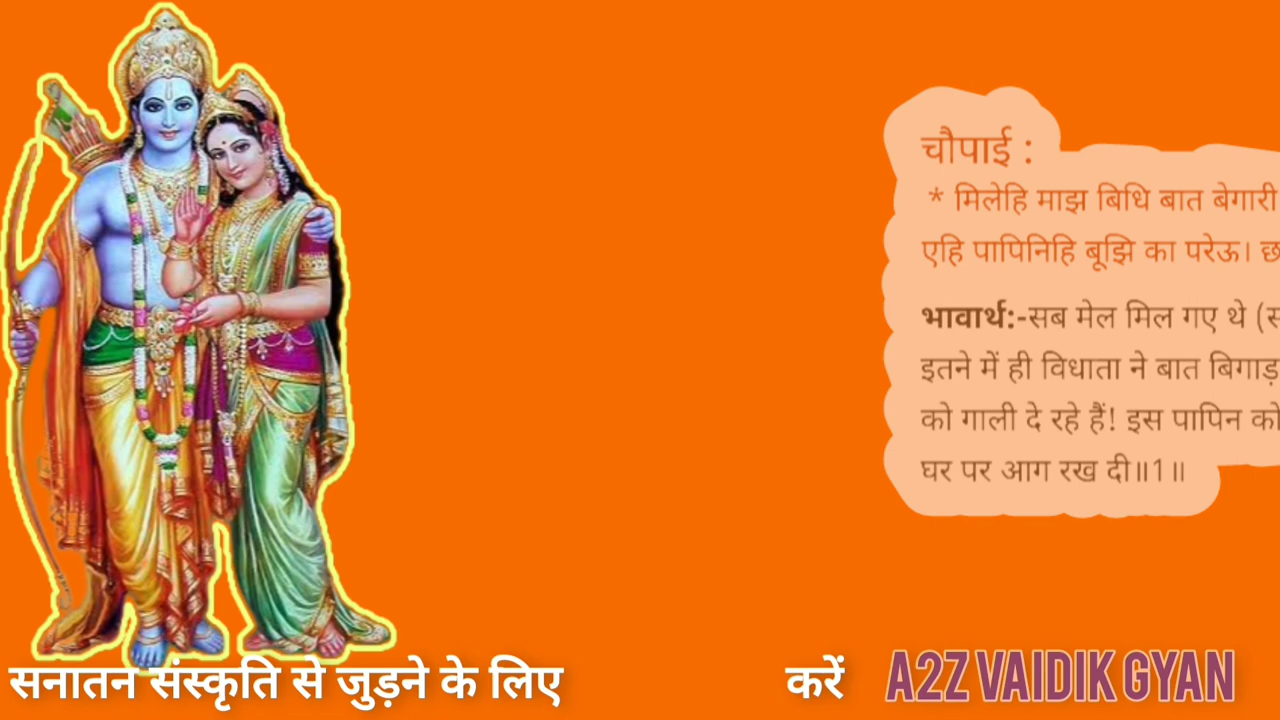 चौपाई :
* मिलेहि माझ बिधि बात बेगारी
एहि पापिनिहि बूझि का परेऊ। छ
भावार्थ:-सब मेल मिल गए थे (स
इतने में ही विधाता ने बात बिगाड़
को गाली दे रहे हैं! इस पापिन को
घर पर आग रख दी॥1॥
सनातन संस्कृति से जुड़ने के लिए करें A2Z VAIDIK GYAN